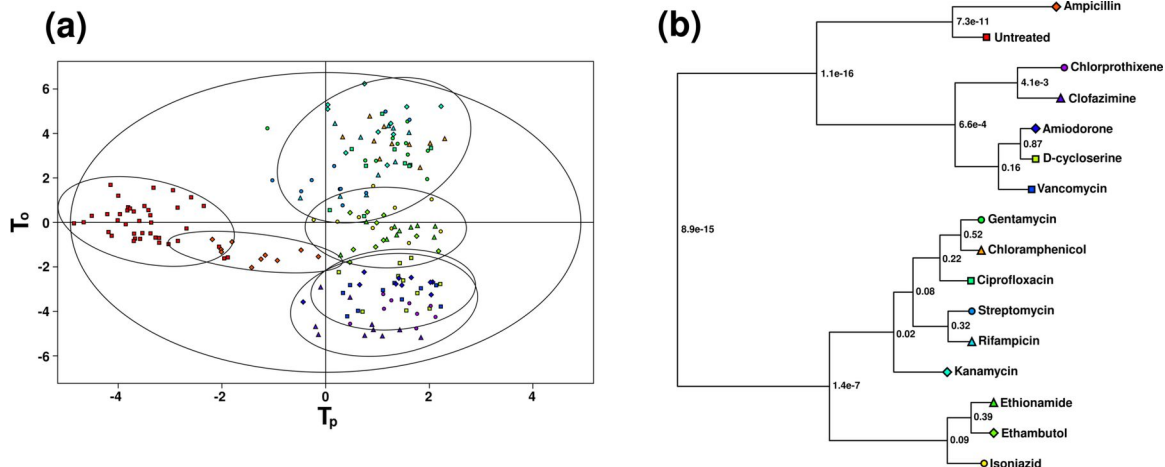 (a)
6
4
2
0
-2
-4
-6
-4
-2
0
2
4
To
Tp
(b)
Ampicillin
7.3e-11
Untreated
1.1e-16
Chlorprothixene
4.1e-3
Clofazimine
6.6e-4
Amiodorone
0.87
D-cycloserine
0.16
Vancomycin
8.9e-15
Gentamycin
0.52
Chloramphenicol
0.22
Ciprofloxacin
0.08
Streptomycin
0.32
0.02
Rifampicin
Kanamycin
1.4e-7
Ethionamide
0.39
Ethambutol
0.09
Isoniazid